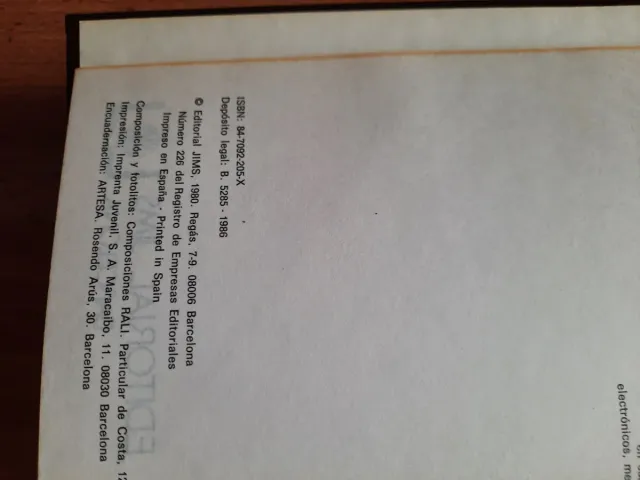 ISBN: 84-7092-205-X
Depósito legal: B. 5285 - 1986
© Editorial JIMS, 1980. Regás, 7-9. 08006 Barcelona
Número 226 del Registro de Empresas Editoriales
Impreso en España - Printed in Spain
Composición y fotolitos: Composiciones RALI. Particular de Costa, 12
Impresión: Imprenta Juvenil, S. A. Maracaibo, 11. 08030 Barcelona
Encuadernación: ARTESA, Rosendo Arús, 30. Barcelona
EDITORIAL JIMS
electrónicos, me